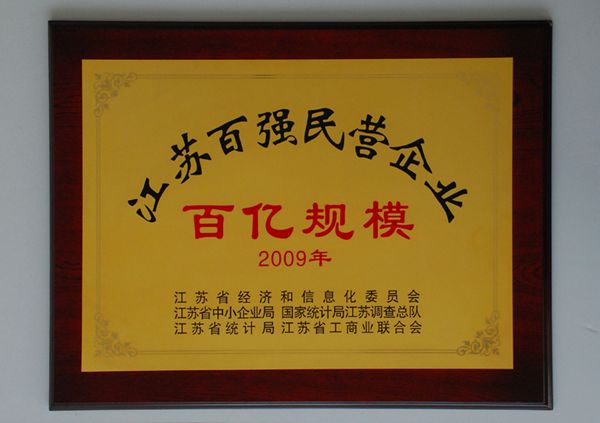 江苏百强民营企业
百亿规模
2009年
江苏省经济和信息化委员会
江苏省中小企业局 国家统计局江苏调查总队
江苏省统计局 江苏省工商业联合会